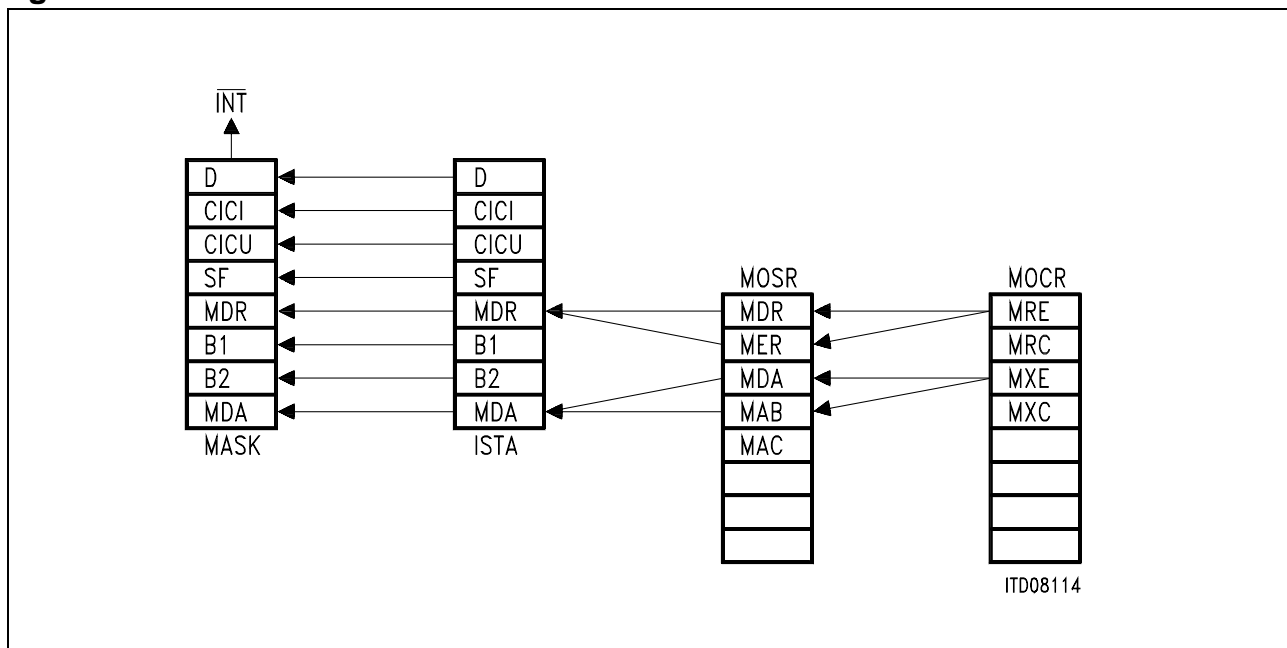 INT
D
CICI
CICU
SF
MDR
B1
B2
MDA
MASK
D
CICI
CICU
SF
MDR
B1
B2
MDA
ISTA
MOSR
MDR
MER
MDA
MAB
MAC
MOCR
MRE
MRC
MXE
MXC
ITD08114